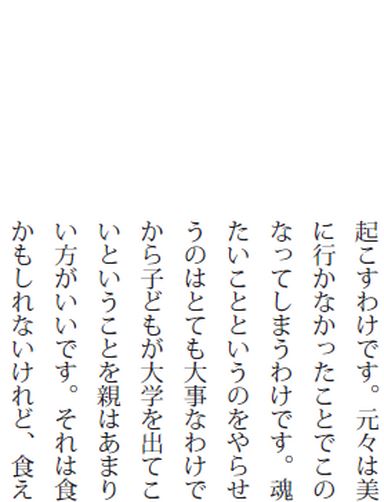 起こすわけです。元々は美
に行かなかったことでこの
なってしまうわけです。魂
たいことというのをやらせ
うのはとても大事なわけで
から子どもが大学を出てこ
いということを親はあまり
い方がいいです。それは食
かもしれないけれど、食え